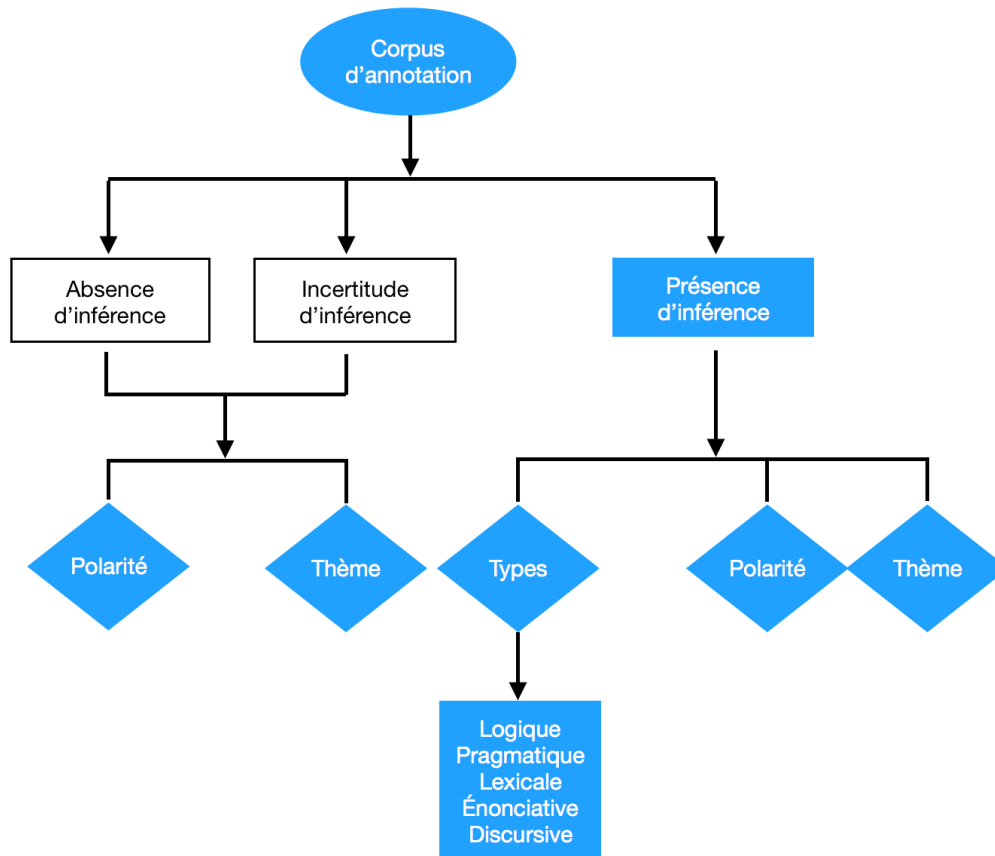 Corpus
d'annotation
Absence
d'inférence
Incertitude
d'inférence
Présence
d'inférence
Polarité
Thème
Types
Polarité
Thème
Logique
Pragmatique
Lexicale
Énonciative
Discursive